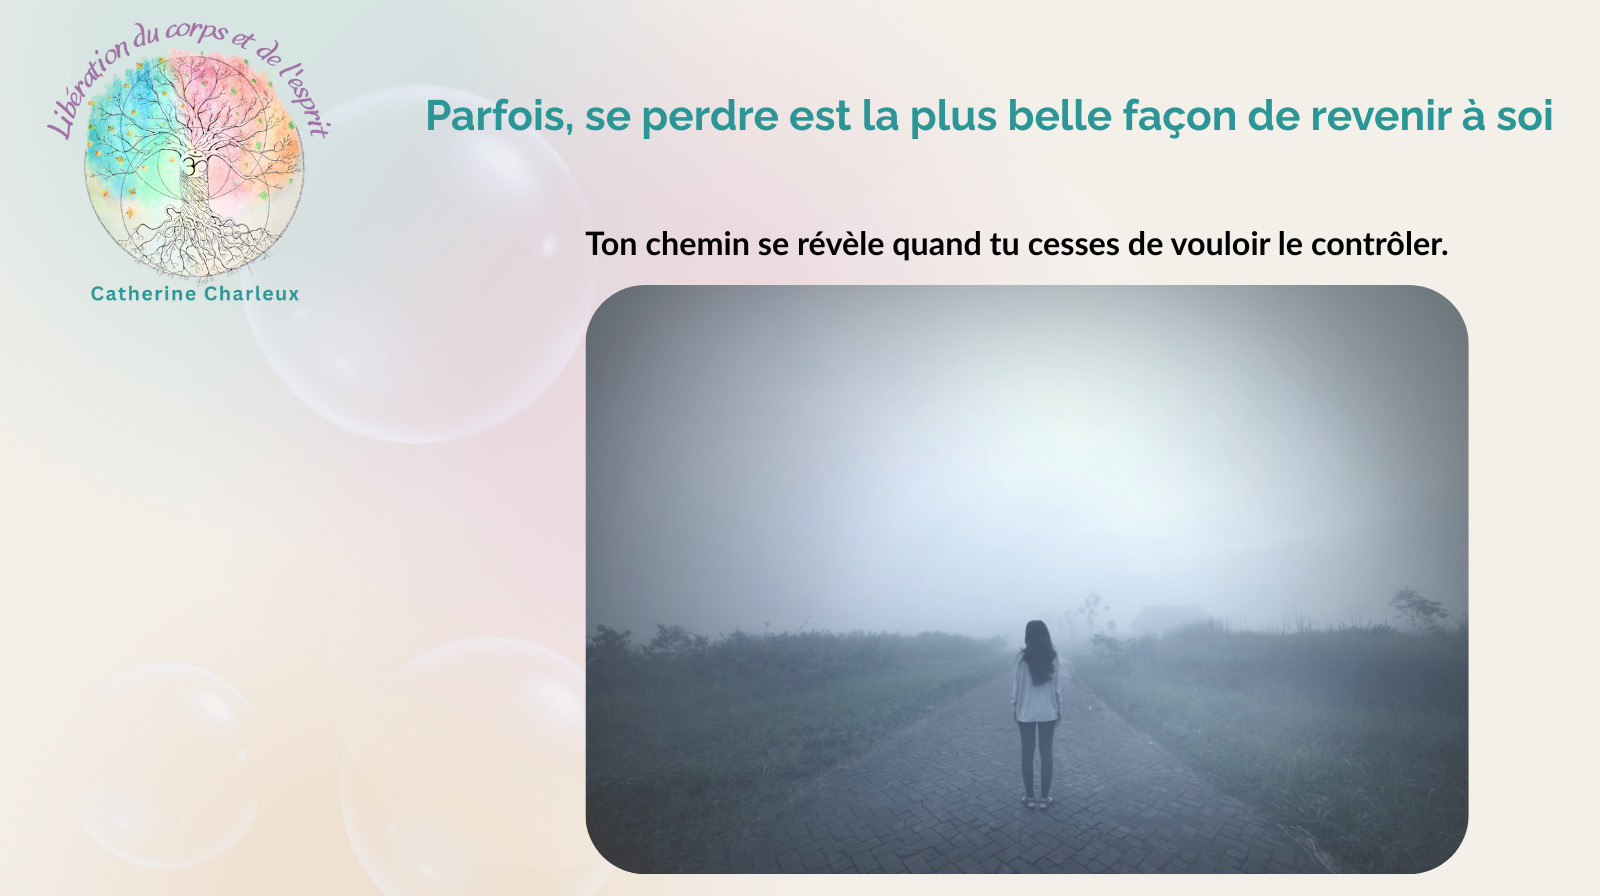 Libération du corps et de l'esprit
Catherine Charleux
Parfois, se perdre est la plus belle façon de revenir à soi
Ton chemin se révèle quand tu cesses de vouloir le contrôler.